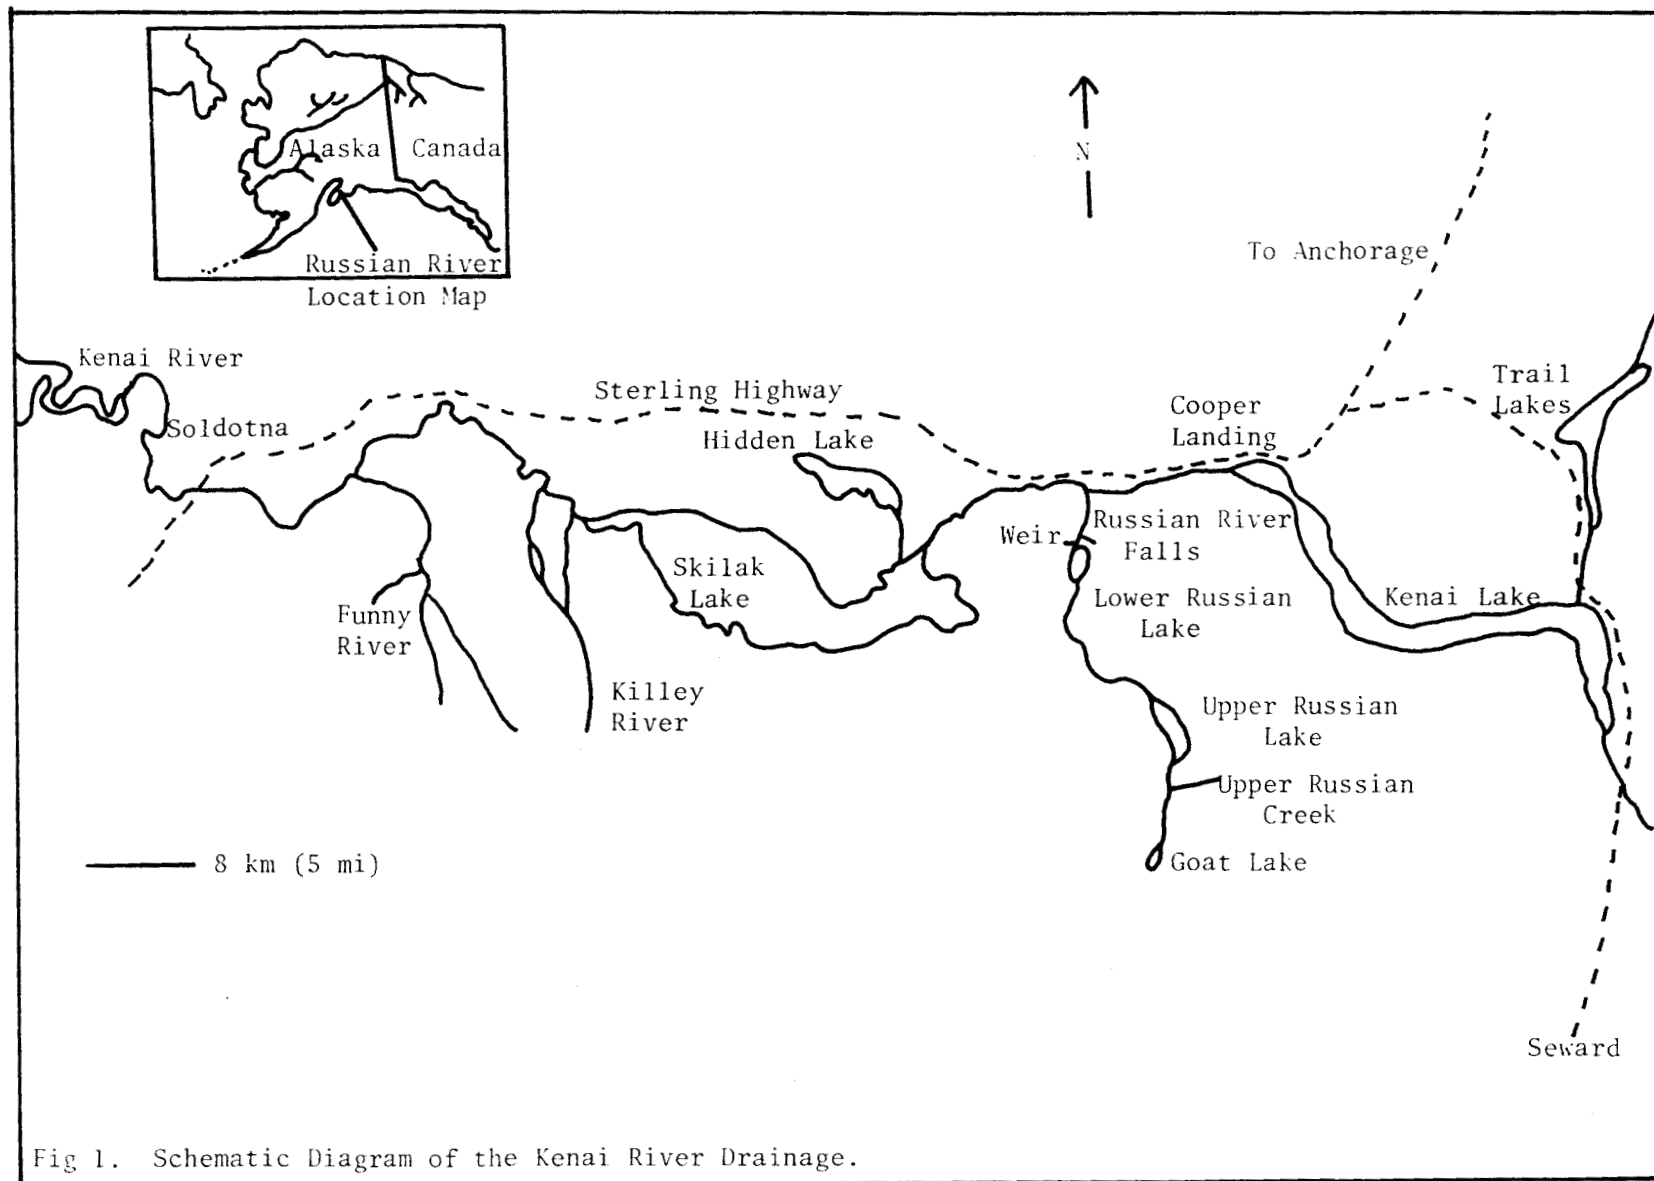 Alaska
Canada
Russian River
Location Map
N
To Anchorage
Kenai River
Sterling Highway
Trail
Lakes
Soldotna
Hidden Lake
Cooper
Landing
Weir
Russian River
Falls
Skilak
Lake
Lower Russian
Lake
Kenai Lake
Funny
River
Killey
River
Upper Russian
Lake
Upper Russian
Creek
8 km (5 mi)
Goat Lake
Seward
Fig 1. Schematic Diagram of the Kenai River Drainage.